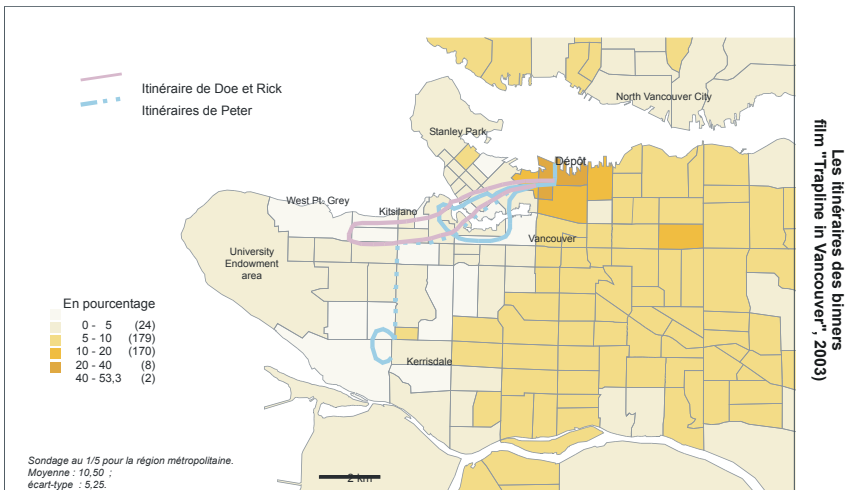 Itinéraire de Doe et Rick
Itinéraires de Peter
North Vancouver City
Stanley Park
Dépôt
West Pt. Grey
Kitsilano
Vancouver
University
Endowment
area
Kerrisdale
En pourcentage
0 - 5 (24)
5 - 10 (179)
10 - 20 (170)
20 - 40 (8)
40 - 53,3 (2)
Sondage au 1/5 pour la région métropolitaine.
Moyenne : 10,50 ;
écart-type : 5,25.
2 km
Les itinéraires des binners
film "Trapline in Vancouver", 2003)